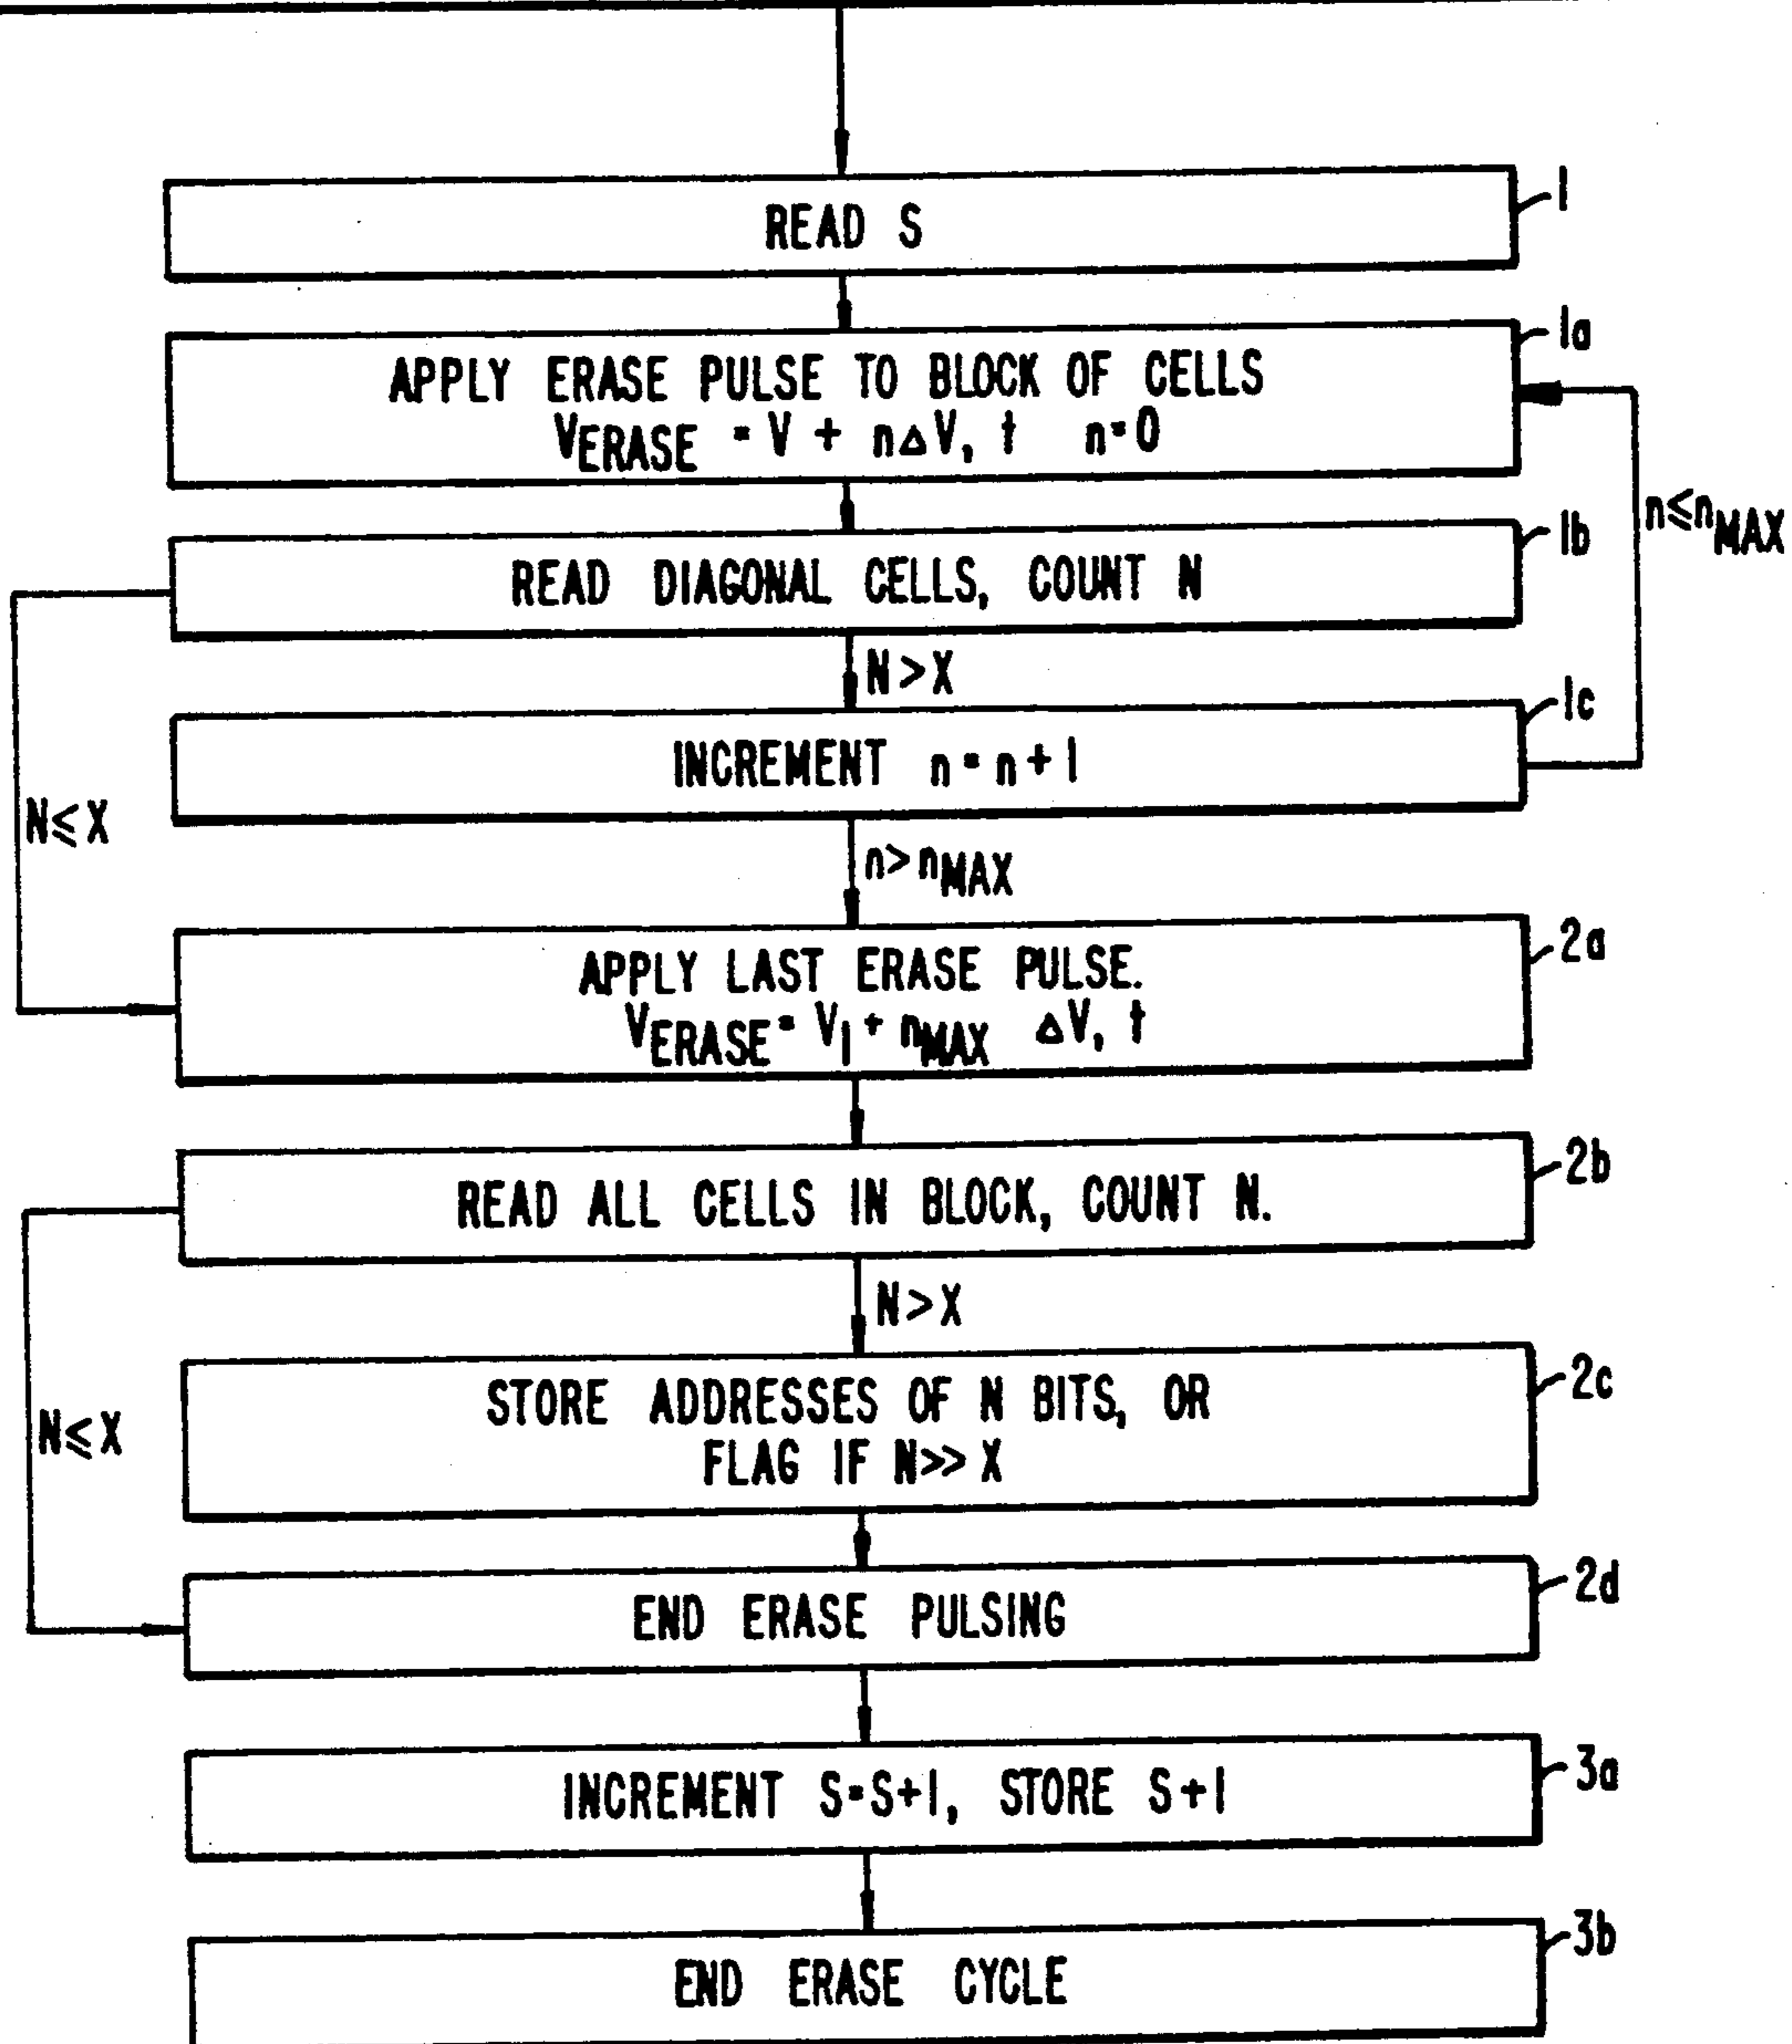 1
READ S
1a
APPLY ERASE PULSE TO BLOCK OF CELLS
VERASE = V + n△V, t n=0
n≤nMAX
1b
READ DIAGONAL CELLS, COUNT N
N>X
1c
INCREMENT n=n+1
N≤X
n>nMAX
2a
APPLY LAST ERASE PULSE.
VERASE= V1+ nMAX △V, t
2b
READ ALL CELLS IN BLOCK, COUNT N.
N>X
2c
STORE ADDRESSES OF N BITS, OR
FLAG IF N>>X
N≤X
2d
END ERASE PULSING
3a
INCREMENT S=S+1, STORE S+1
3b
END ERASE CYCLE